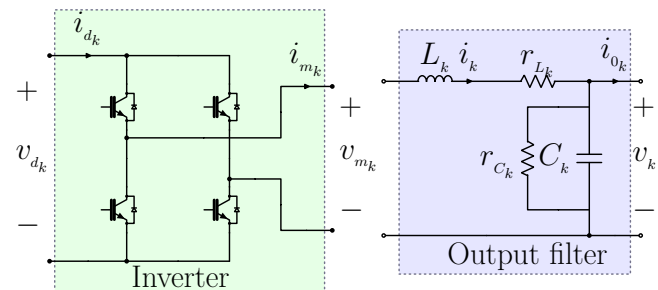 i_{d_k}
+
v_{d_k}
−
i_{m_k}
+
v_{m_k}
−
Inverter
L_k
i_k
r_{L_k}
i_{0_k}
r_{C_k}
C_k
+
v_k
−
Output filter